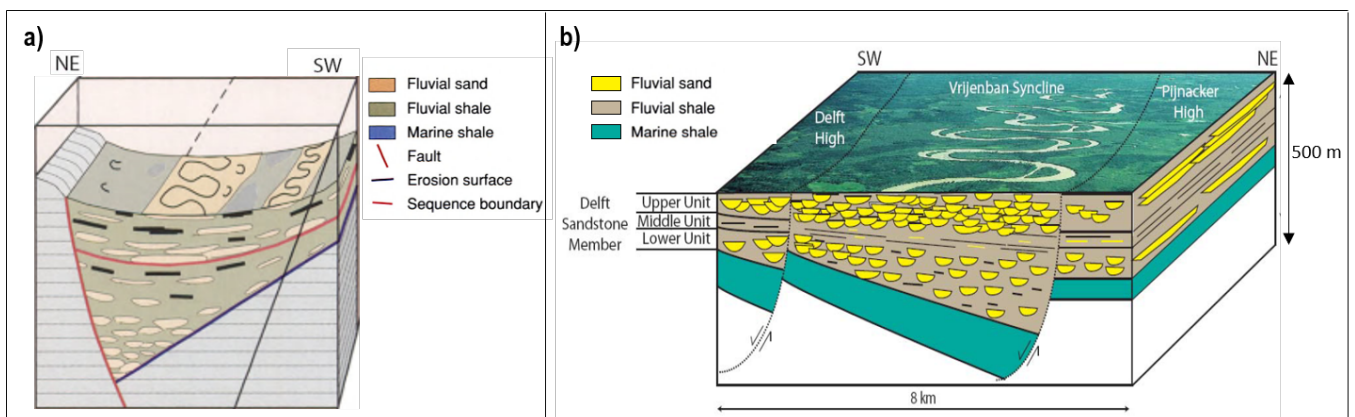 a)
NE
SW
Fluvial sand
Fluvial shale
Marine shale
Fault
Erosion surface
Sequence boundary
b)
SW
NE
Fluvial sand
Fluvial shale
Marine shale
Delft
High
Vrijenban Syncline
Pijnacker
High
500 m
Delft
Sandstone
Member
Upper Unit
Middle Unit
Lower Unit
8 km